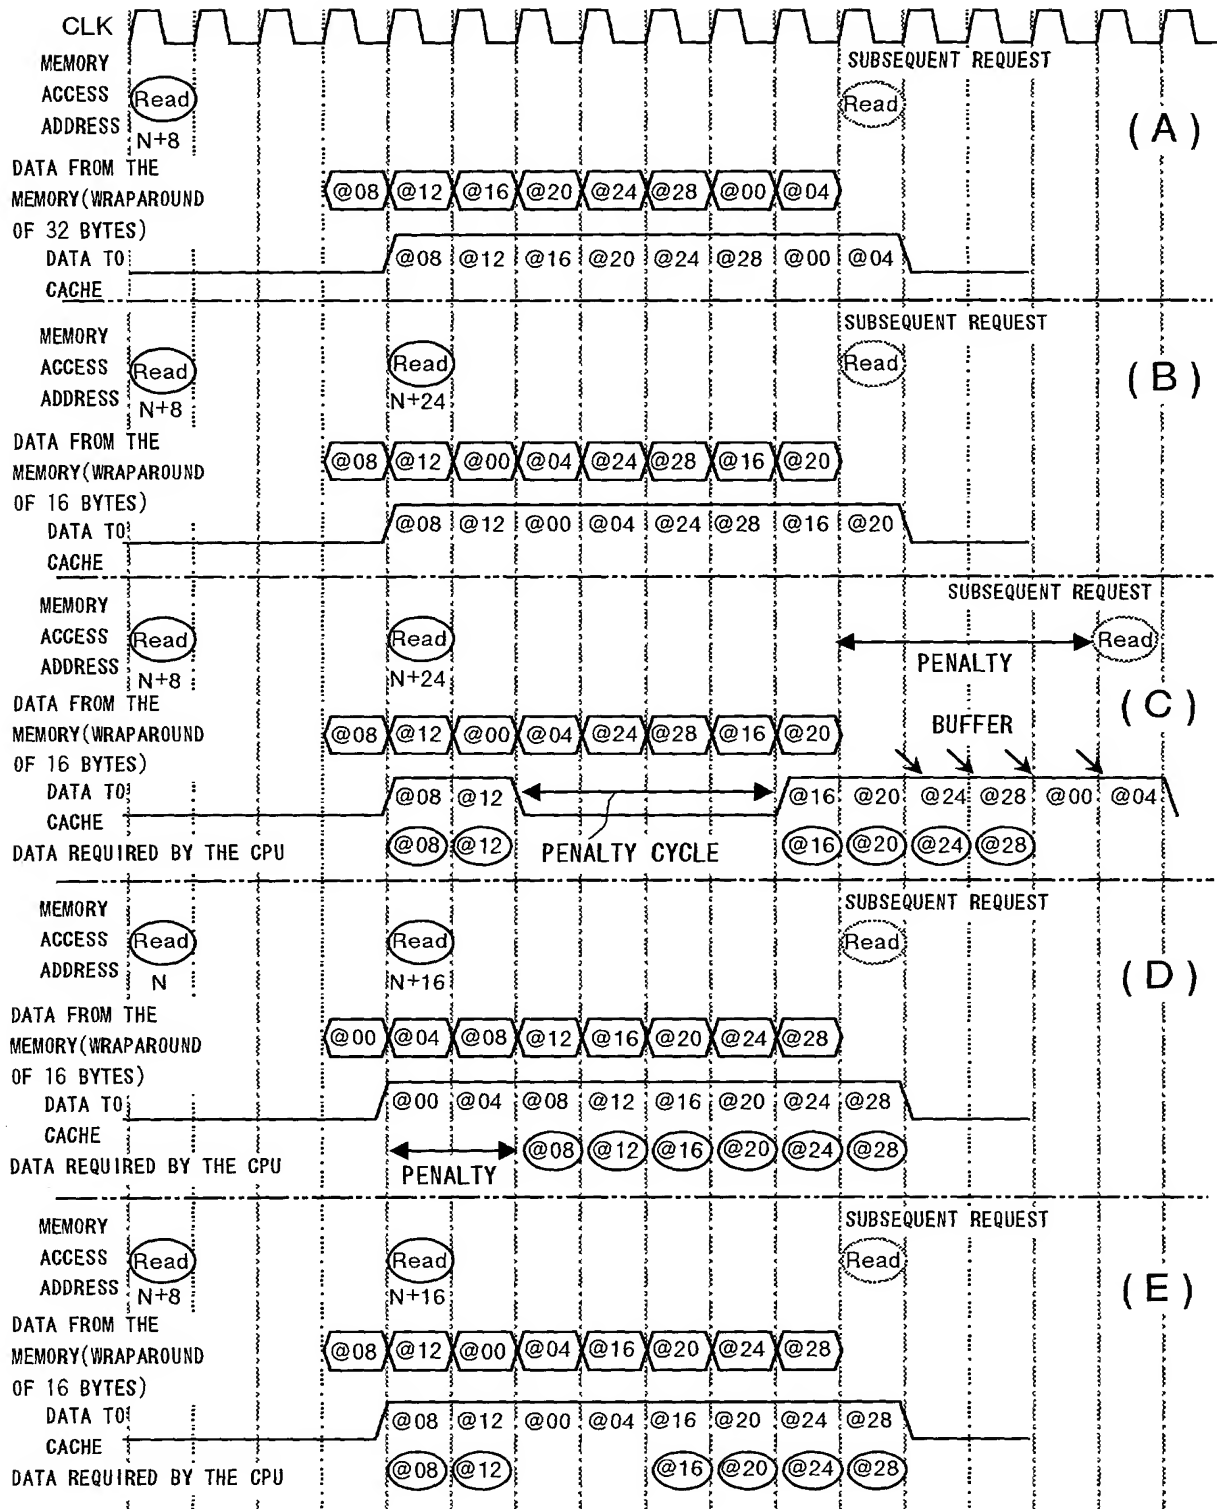 CLK
MEMORY
ACCESS
ADDRESS
Read
N+8
SUBSEQUENT REQUEST
Read
(A)
DATA FROM THE
MEMORY(WRAPAROUND
OF 32 BYTES)
@08 @12 @16 @20 @24 @28 @00 @04
DATA TO
CACHE
@08 @12 @16 @20 @24 @28 @00 @04
MEMORY
ACCESS
ADDRESS
Read
N+8
Read
N+24
SUBSEQUENT REQUEST
Read
(B)
DATA FROM THE
MEMORY(WRAPAROUND
OF 16 BYTES)
@08 @12 @00 @04 @24 @28 @16 @20
DATA TO
CACHE
@08 @12 @00 @04 @24 @28 @16 @20
MEMORY
ACCESS
ADDRESS
Read
N+8
Read
N+24
SUBSEQUENT REQUEST
PENALTY
Read
(C)
DATA FROM THE
MEMORY(WRAPAROUND
OF 16 BYTES)
@08 @12 @00 @04 @24 @28 @16 @20
BUFFER
DATA TO
CACHE
@08 @12 @16 @20 @24 @28 @00 @04
DATA REQUIRED BY THE CPU
@08 @12 PENALTY CYCLE @16 @20 @24 @28
MEMORY
ACCESS
ADDRESS
Read
N
Read
N+16
SUBSEQUENT REQUEST
Read
(D)
DATA FROM THE
MEMORY(WRAPAROUND
OF 16 BYTES)
@00 @04 @08 @12 @16 @20 @24 @28
DATA TO
CACHE
@00 @04 @08 @12 @16 @20 @24 @28
DATA REQUIRED BY THE CPU
PENALTY
@08 @12 @16 @20 @24 @28
MEMORY
ACCESS
ADDRESS
Read
N+8
Read
N+16
SUBSEQUENT REQUEST
Read
(E)
DATA FROM THE
MEMORY(WRAPAROUND
OF 16 BYTES)
@08 @12 @00 @04 @16 @20 @24 @28
DATA TO
CACHE
@08 @12 @00 @04 @16 @20 @24 @28
DATA REQUIRED BY THE CPU
@08 @12 @16 @20 @24 @28